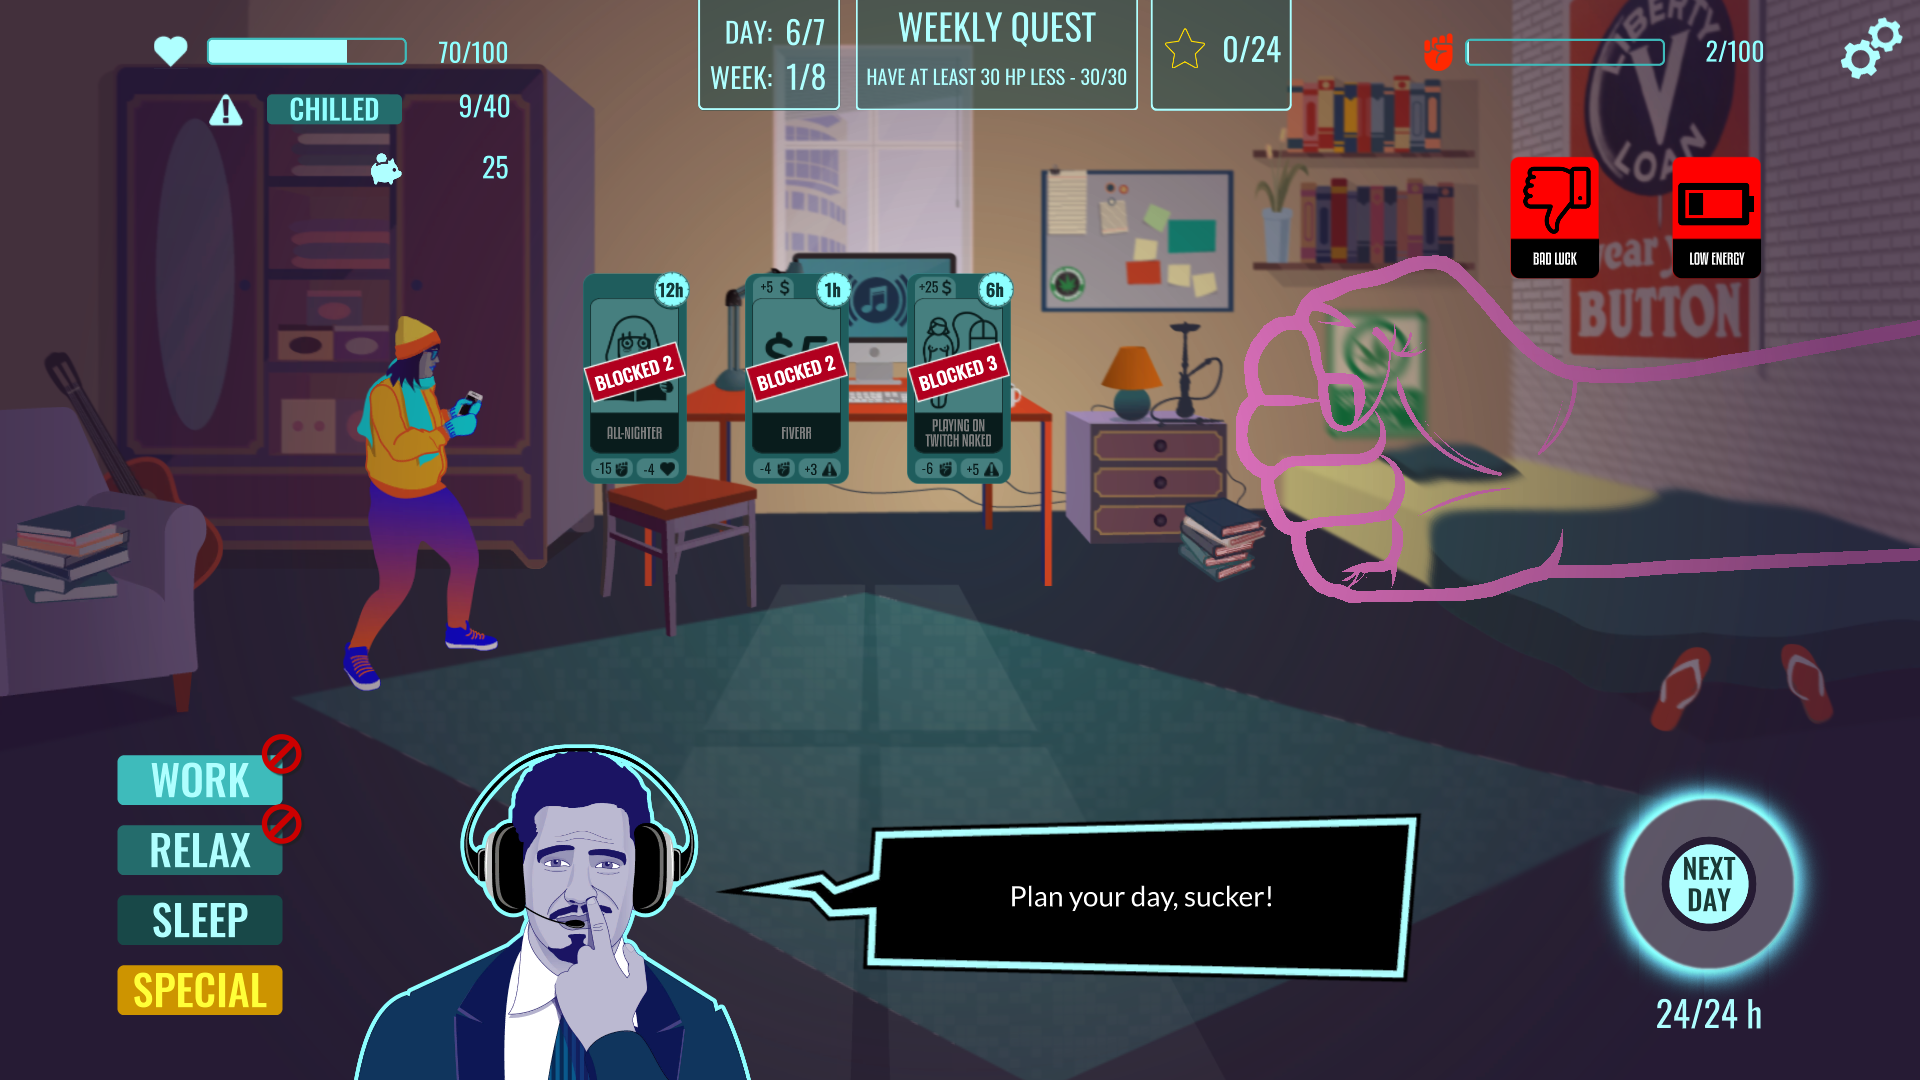 70/100
CHILLED 9/40
25
DAY: 6/7
WEEK: 1/8
WEEKLY QUEST
HAVE AT LEAST 30 HP LESS - 30/30
0/24
2/100
LIBERTY
V
LOAN
year
BUTTON
BAD LUCK
LOW ENERGY
12h
BLOCKED 2
ALL-NIGHTER
-15 -4
+5 $ 1h
BLOCKED 2
FIVERR
-4 +3
+25 $ 6h
BLOCKED 3
PLAYING ON
TWITCH NAKED
-6 +5
WORK
RELAX
SLEEP
SPECIAL
Plan your day, sucker!
NEXT
DAY
24/24 h